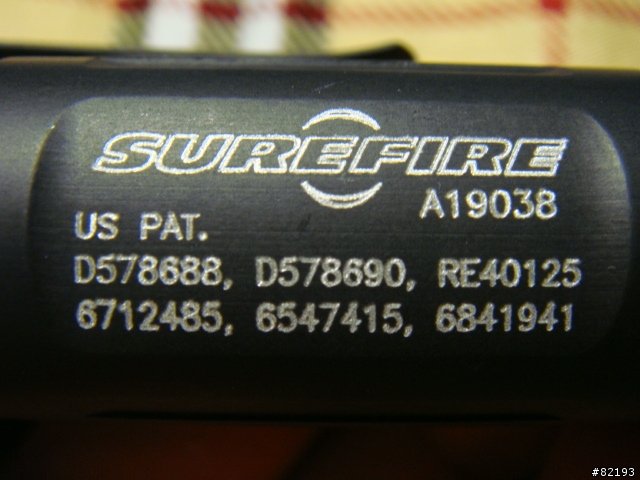 SUREFIRE
A19038
US PAT.
D578688, D578690, RE40125
6712485, 6547415, 6841941
#82193